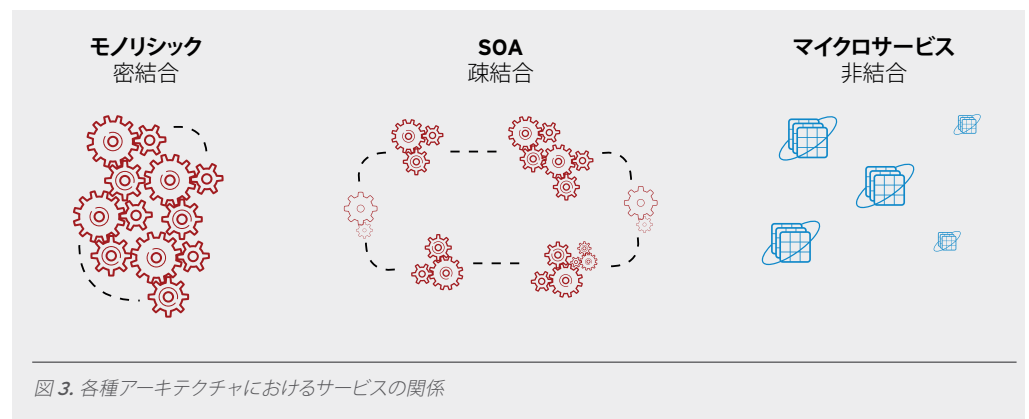 モノリシック
密結合
SOA
疎結合
マイクロサービス
非結合
図 3. 各種アーキテクチャにおけるサービスの関係